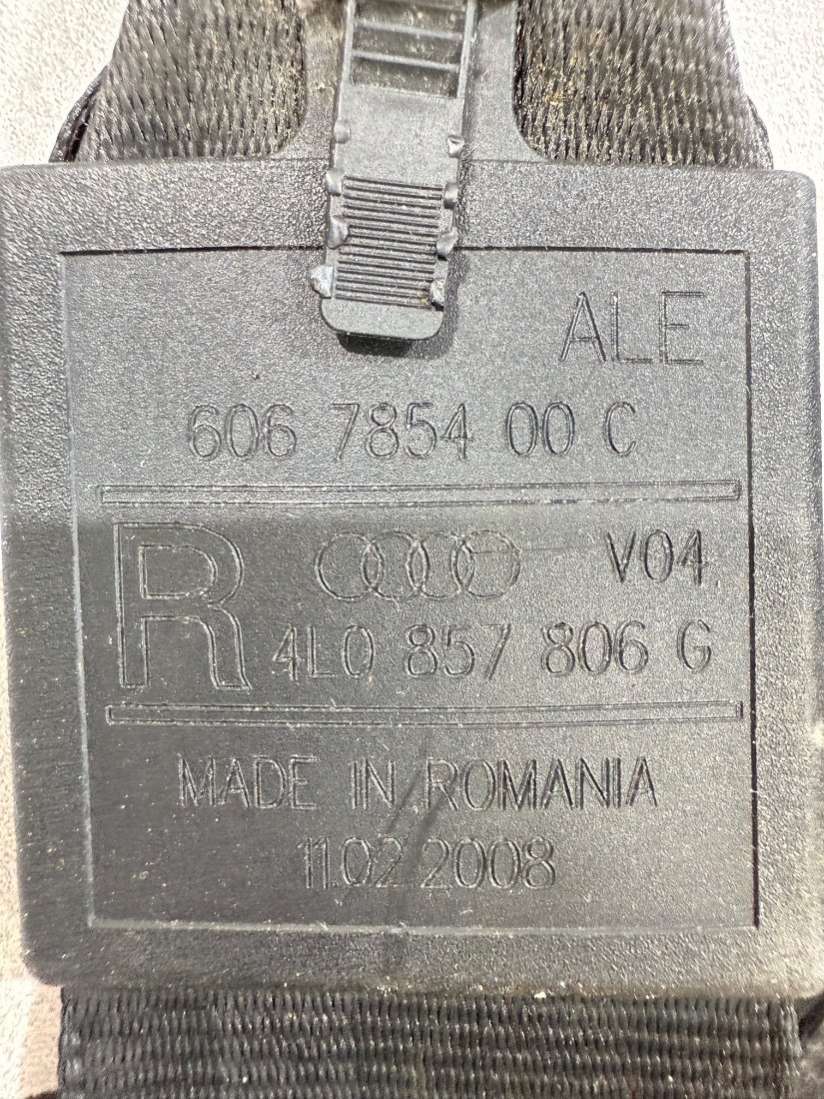 ALE
606 7854 00 C
R V04
4L0 857 806 G
MADE IN ROMANIA
11.02.2008